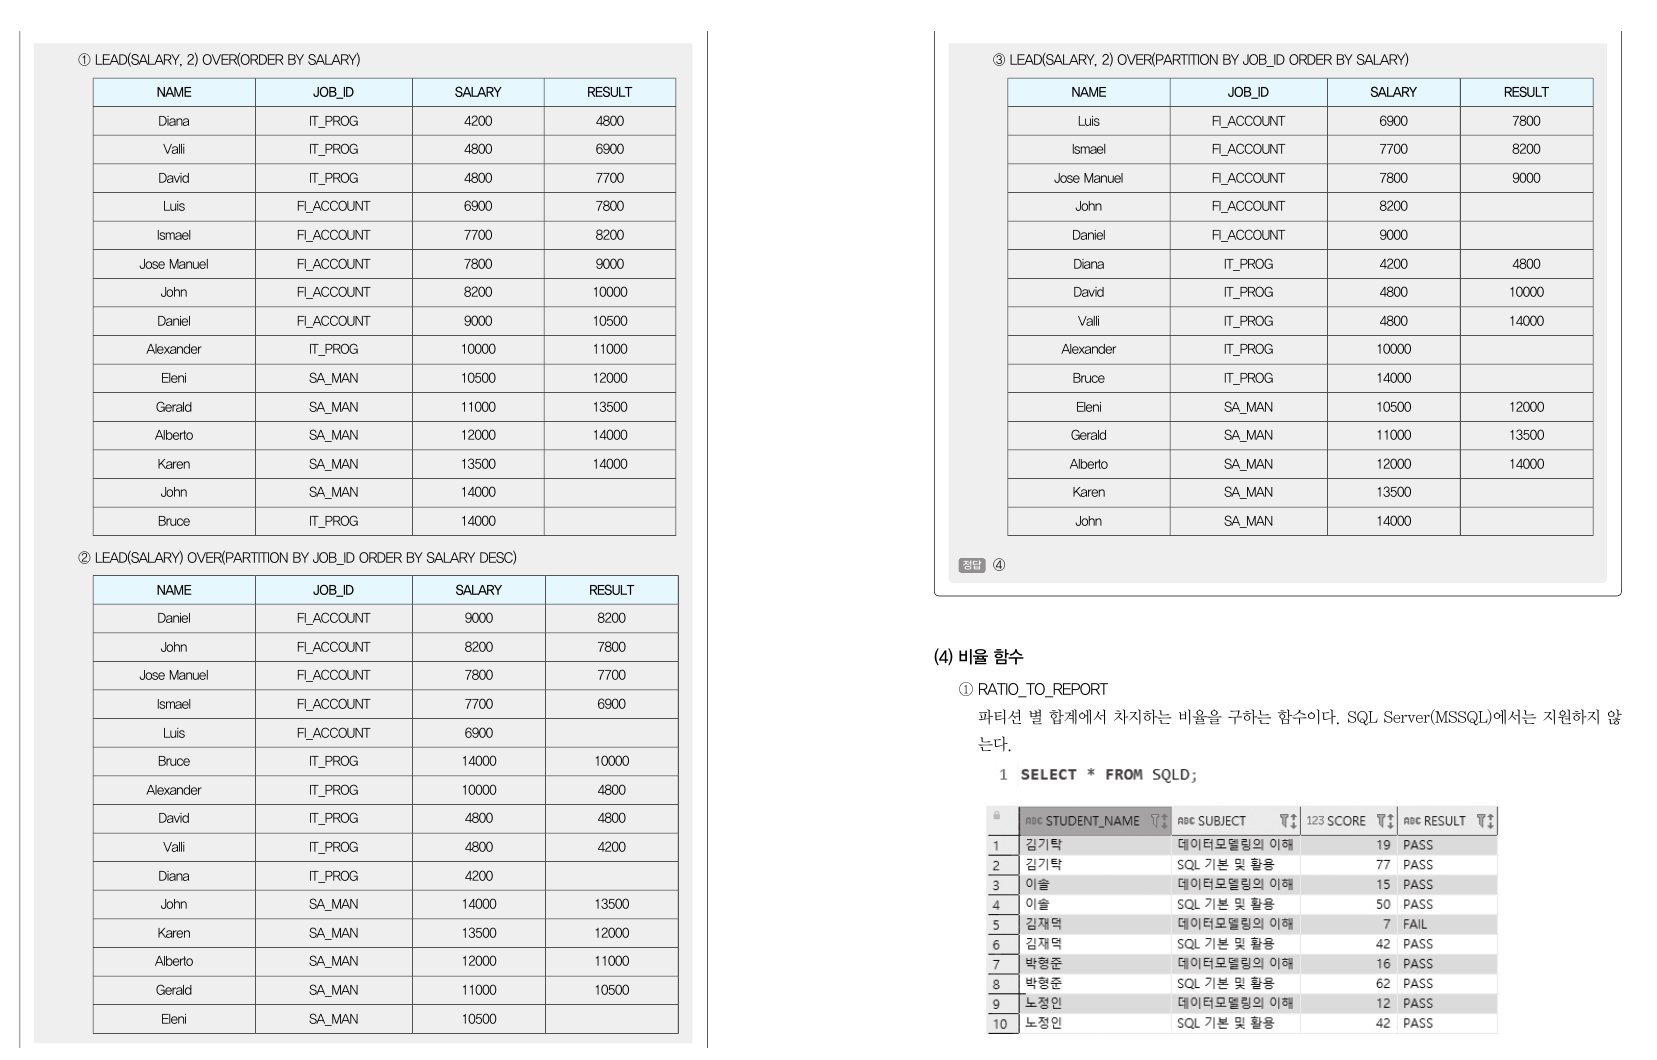 ① LEAD(SALARY, 2) OVER(ORDER BY SALARY)
NAME JOB_ID SALARY RESULT
Diana IT_PROG 4200 4800
Valli IT_PROG 4800 6900
David IT_PROG 4800 7700
Luis FI_ACCOUNT 6900 7800
Ismael FI_ACCOUNT 7700 8200
Jose Manuel FI_ACCOUNT 7800 9000
John FI_ACCOUNT 8200 10000
Daniel FI_ACCOUNT 9000 10500
Alexander IT_PROG 10000 11000
Eleni SA_MAN 10500 12000
Gerald SA_MAN 11000 13500
Alberto SA_MAN 12000 14000
Karen SA_MAN 13500 14000
John SA_MAN 14000
Bruce IT_PROG 14000
② LEAD(SALARY) OVER(PARTITION BY JOB_ID ORDER BY SALARY DESC)
NAME JOB_ID SALARY RESULT
Daniel FI_ACCOUNT 9000 8200
John FI_ACCOUNT 8200 7800
Jose Manuel FI_ACCOUNT 7800 7700
Ismael FI_ACCOUNT 7700 6900
Luis FI_ACCOUNT 6900
Bruce IT_PROG 14000 10000
Alexander IT_PROG 10000 4800
David IT_PROG 4800 4800
Valli IT_PROG 4800 4200
Diana IT_PROG 4200
John SA_MAN 14000 13500
Karen SA_MAN 13500 12000
Alberto SA_MAN 12000 11000
Gerald SA_MAN 11000 10500
Eleni SA_MAN 10500
③ LEAD(SALARY, 2) OVER(PARTITION BY JOB_ID ORDER BY SALARY)
NAME JOB_ID SALARY RESULT
Luis FI_ACCOUNT 6900 7800
Ismael FI_ACCOUNT 7700 8200
Jose Manuel FI_ACCOUNT 7800 9000
John FI_ACCOUNT 8200
Daniel FI_ACCOUNT 9000
Diana IT_PROG 4200 4800
David IT_PROG 4800 10000
Valli IT_PROG 4800 14000
Alexander IT_PROG 10000
Bruce IT_PROG 14000
Eleni SA_MAN 10500 12000
Gerald SA_MAN 11000 13500
Alberto SA_MAN 12000 14000
Karen SA_MAN 13500
John SA_MAN 14000
정답 ④
(4) 비율 함수
① RATIO_TO_REPORT
파티션 별 합계에서 차지하는 비율을 구하는 함수이다. SQL Server(MSSQL)에서는 지원하지 않
는다.
1 SELECT * FROM SQLD;
ABC STUDENT_NAME ABC SUBJECT 123 SCORE ABC RESULT
1 김기탁 데이터모델링의 이해 19 PASS
2 김기탁 SQL 기본 및 활용 77 PASS
3 이솔 데이터모델링의 이해 15 PASS
4 이솔 SQL 기본 및 활용 50 PASS
5 김재덕 데이터모델링의 이해 7 FAIL
6 김재덕 SQL 기본 및 활용 42 PASS
7 박형준 데이터모델링의 이해 16 PASS
8 박형준 SQL 기본 및 활용 62 PASS
9 노정인 데이터모델링의 이해 12 PASS
10 노정인 SQL 기본 및 활용 42 PASS